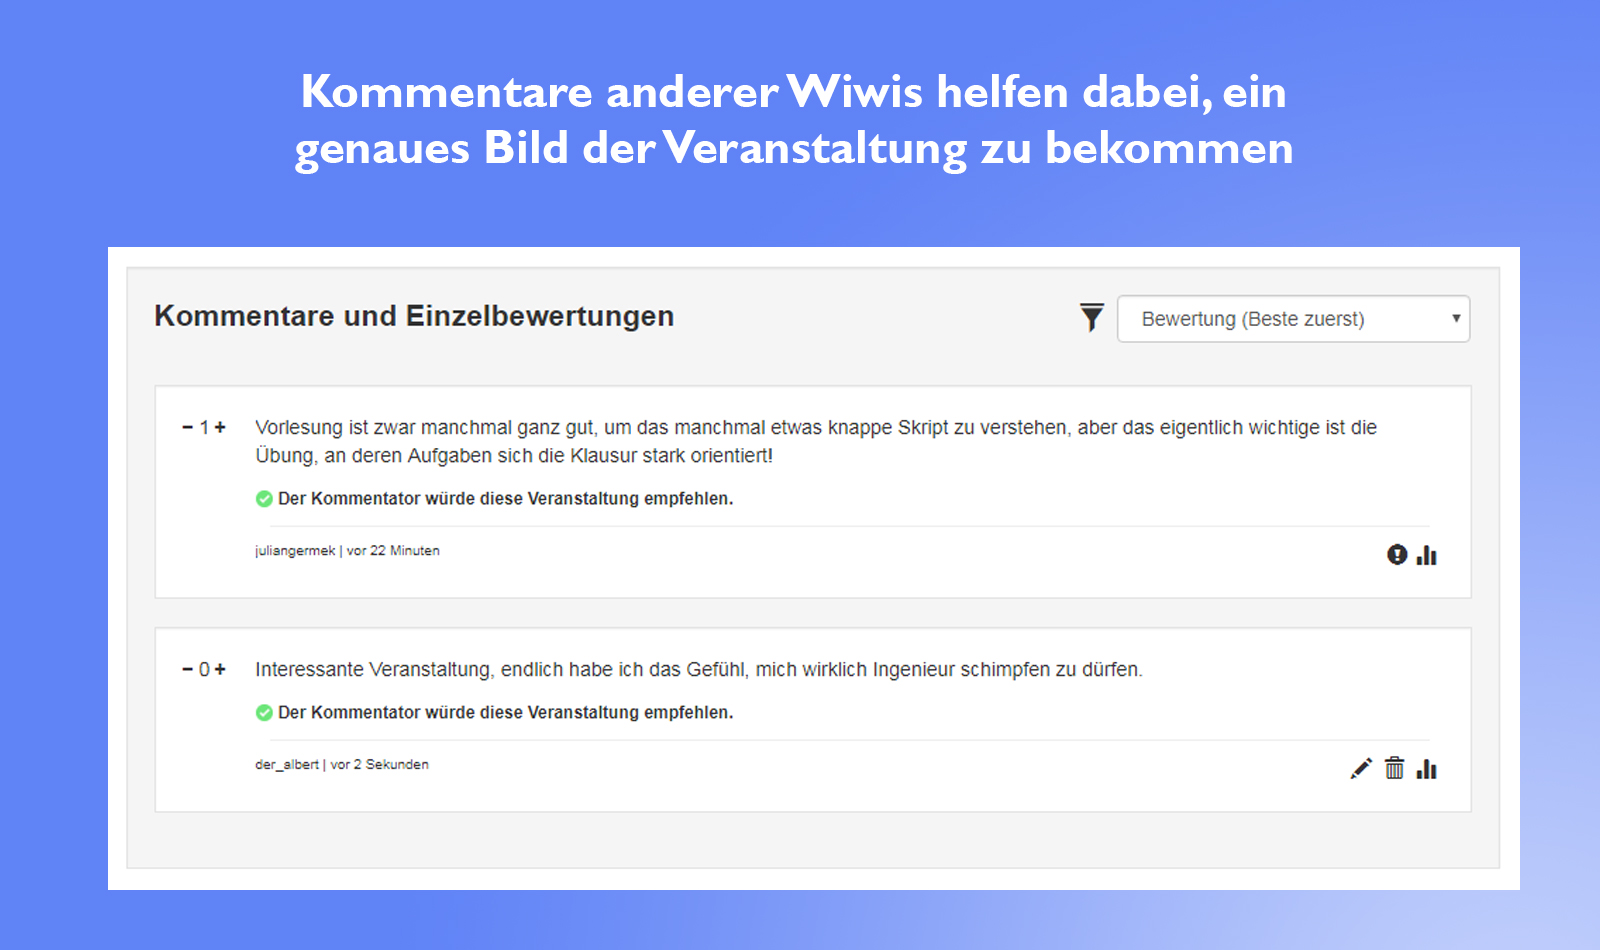 Kommentare anderer Wiwis helfen dabei, ein
genaues Bild der Veranstaltung zu bekommen
Kommentare und Einzelbewertungen
Bewertung (Beste zuerst)
- 1 +
Vorlesung ist zwar manchmal ganz gut, um das manchmal etwas knappe Skript zu verstehen, aber das eigentlich wichtige ist die
Übung, an deren Aufgaben sich die Klausur stark orientiert!
Der Kommentator würde diese Veranstaltung empfehlen.
juliangermek | vor 22 Minuten
- 0 +
Interessante Veranstaltung, endlich habe ich das Gefühl, mich wirklich Ingenieur schimpfen zu dürfen.
Der Kommentator würde diese Veranstaltung empfehlen.
der_albert | vor 2 Sekunden